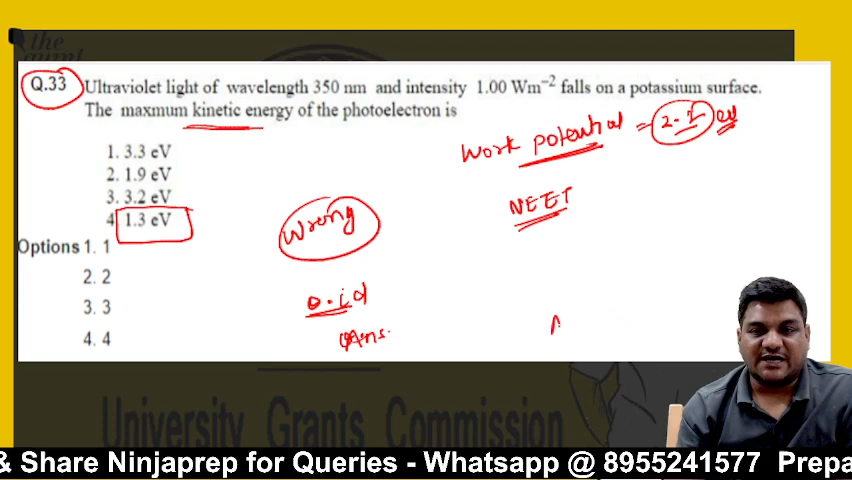 the
Q.33 Ultraviolet light of wavelength 350 nm and intensity 1.00 Wm⁻² falls on a potassium surface.
The maxmum kinetic energy of the photoelectron is
Work potential = 2.2 ev
1. 3.3 eV
2. 1.9 eV
3. 3.2 eV
4 1.3 eV
NEET
Wrong
Options 1. 1
2. 2
3. 3
4. 4
Q.id
Ans.
University Grants Commission
& Share Ninjaprep for Queries - Whatsapp @ 8955241577 Prepa